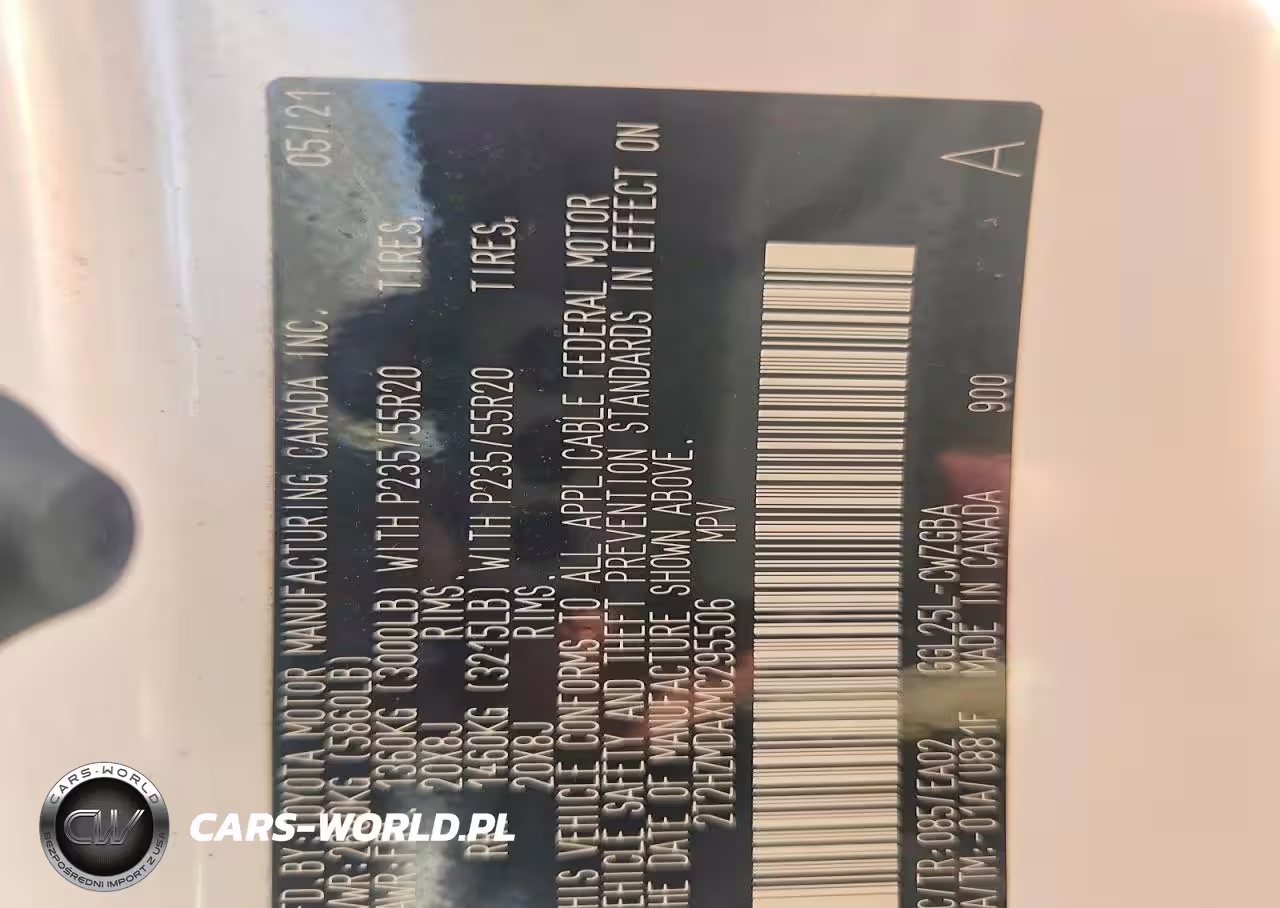 FD.BY:TOYOTA MOTOR MANUFACTURING CANADA INC. 05/21
(5860LB)
1360KG (3000LB) WITH P235/55R20 TIRES,
20X8J RIMS.
1460KG (3215LB) WITH P235/55R20 TIRES,
20X8J RIMS.
HIS VEHICLE CONFORMS TO ALL APPLICABLE FEDERAL MOTOR
EHICLE SAFETY AND THEFT PREVENTION STANDARDS IN EFFECT ON
HE DATE OF MANUFACTURE SHOWN ABOVE.
2T2HZMDAXMC295506 MPV
C/TR:085/EA02 GGL25L-CWZGBA
A/TM:-01A/U881F MADE IN CANADA 900 A
CARS-WORLD
CW
BEZPOŚREDNI IMPORT Z USA
CARS-WORLD.PL